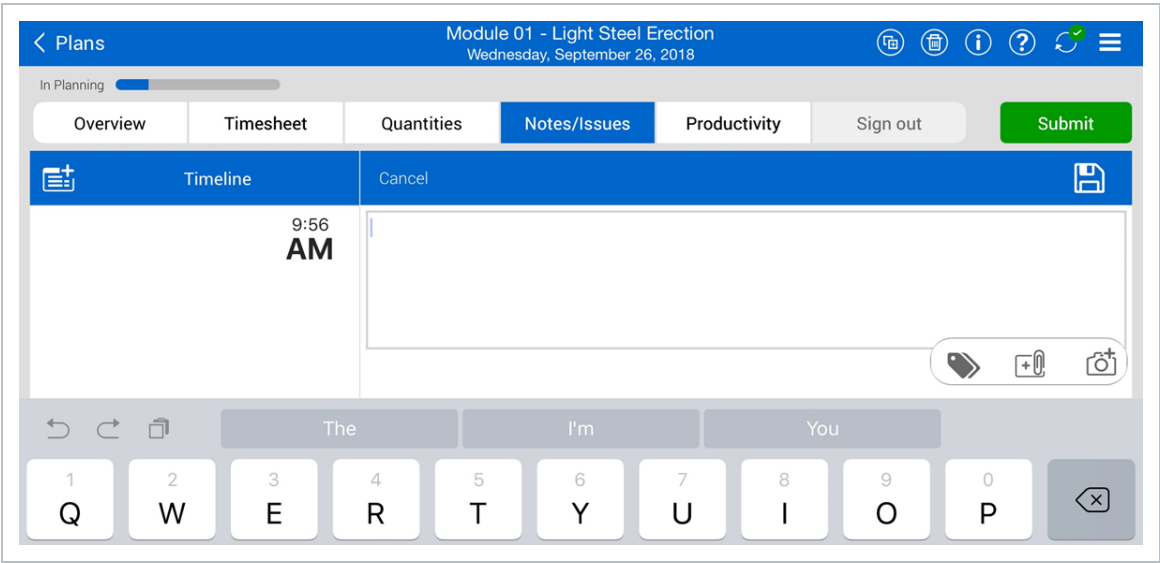 Plans
Module 01 - Light Steel Erection
Wednesday, September 26, 2018
In Planning
Overview Timesheet Quantities Notes/Issues Productivity Sign out Submit
Timeline Cancel
9:56
AM
The I'm You
1 2 3 4 5 6 7 8 9 0
Q W E R T Y U I O P